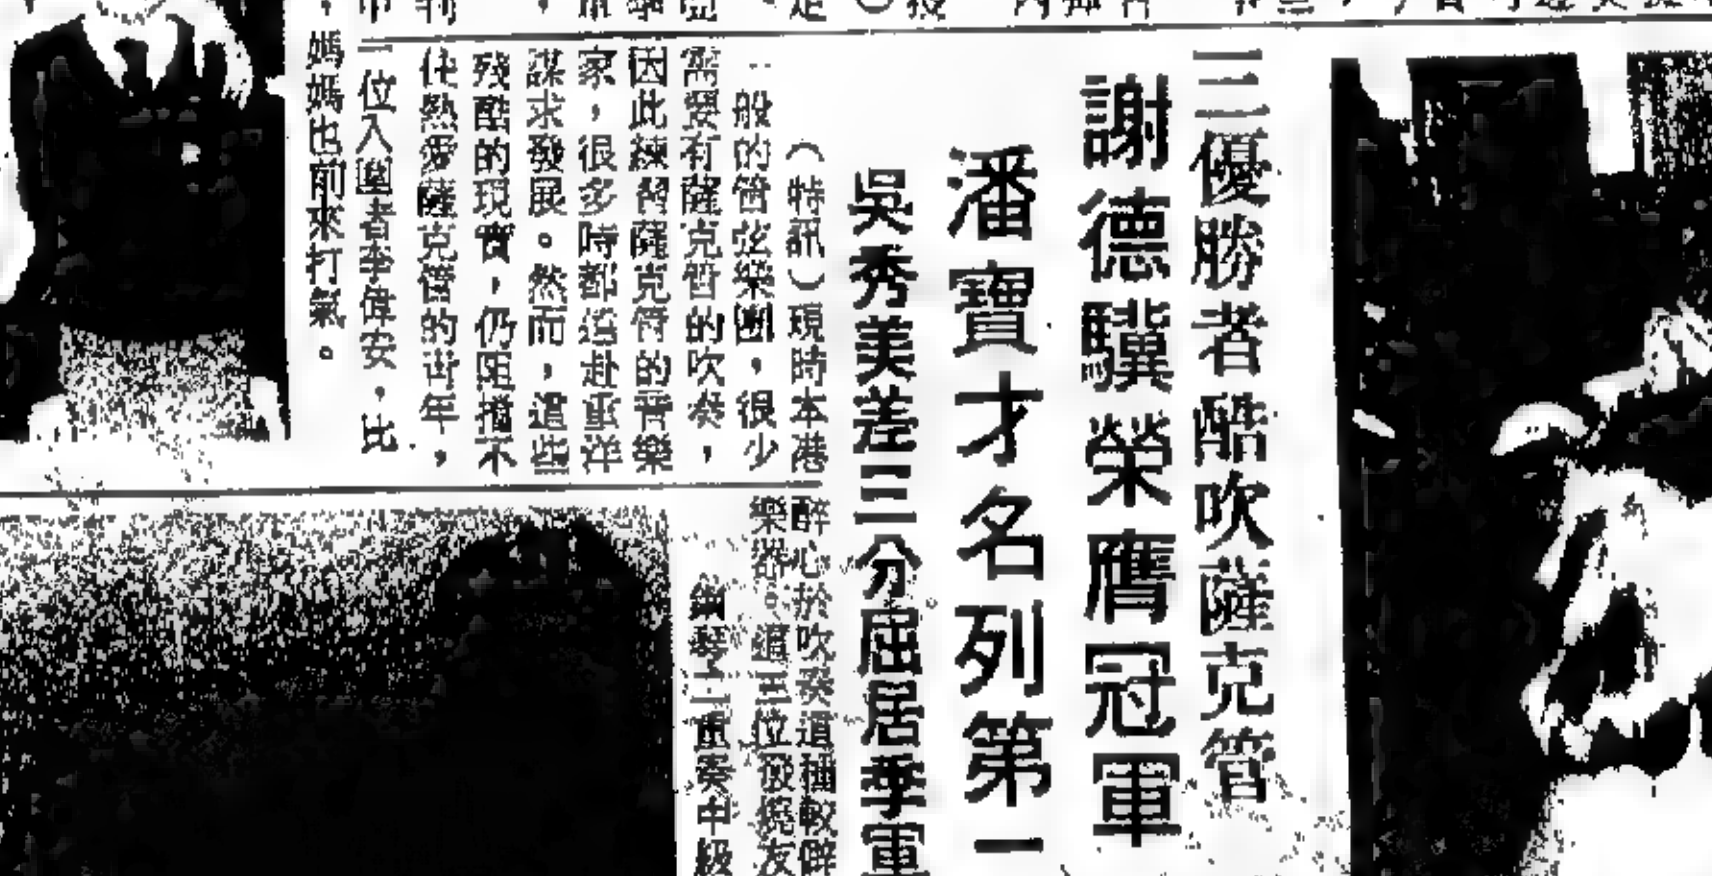 三優勝者酷吹薩克管
謝德驥榮膺冠軍
潘寶才名列第一
吳秀美差三分屈居季軍
（特訊）現時本港
一般的管弦樂團，很少
需要有薩克管的吹奏，
因此練習薩克管的音樂
家，很多時都遠赴重洋
謀求發展。然而，這些
殘酷的現實，仍阻擋不
住熱愛薩克管的青年，
醉心於吹奏這種較僻
樂器。這三位發燒友
鋼琴二重奏中級
一位入圍者李偉安，比
媽媽也前來打氣。